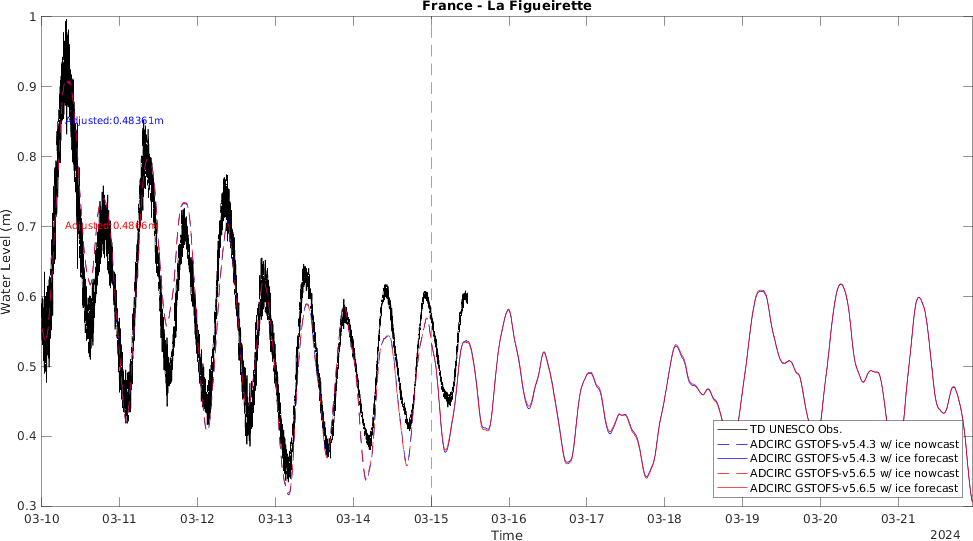 France - La Figueirette
1
0.9
0.8
0.7
0.6
0.5
0.4
0.3
Water Level (m)
Adjusted:0.48361m
Adjusted:0.4866m
TD UNESCO Obs.
ADCIRC GSTOFS-v5.4.3 w/ ice nowcast
ADCIRC GSTOFS-v5.4.3 w/ ice forecast
ADCIRC GSTOFS-v5.6.5 w/ ice nowcast
ADCIRC GSTOFS-v5.6.5 w/ ice forecast
03-10 03-11 03-12 03-13 03-14 03-15 03-16 03-17 03-18 03-19 03-20 03-21
Time
2024